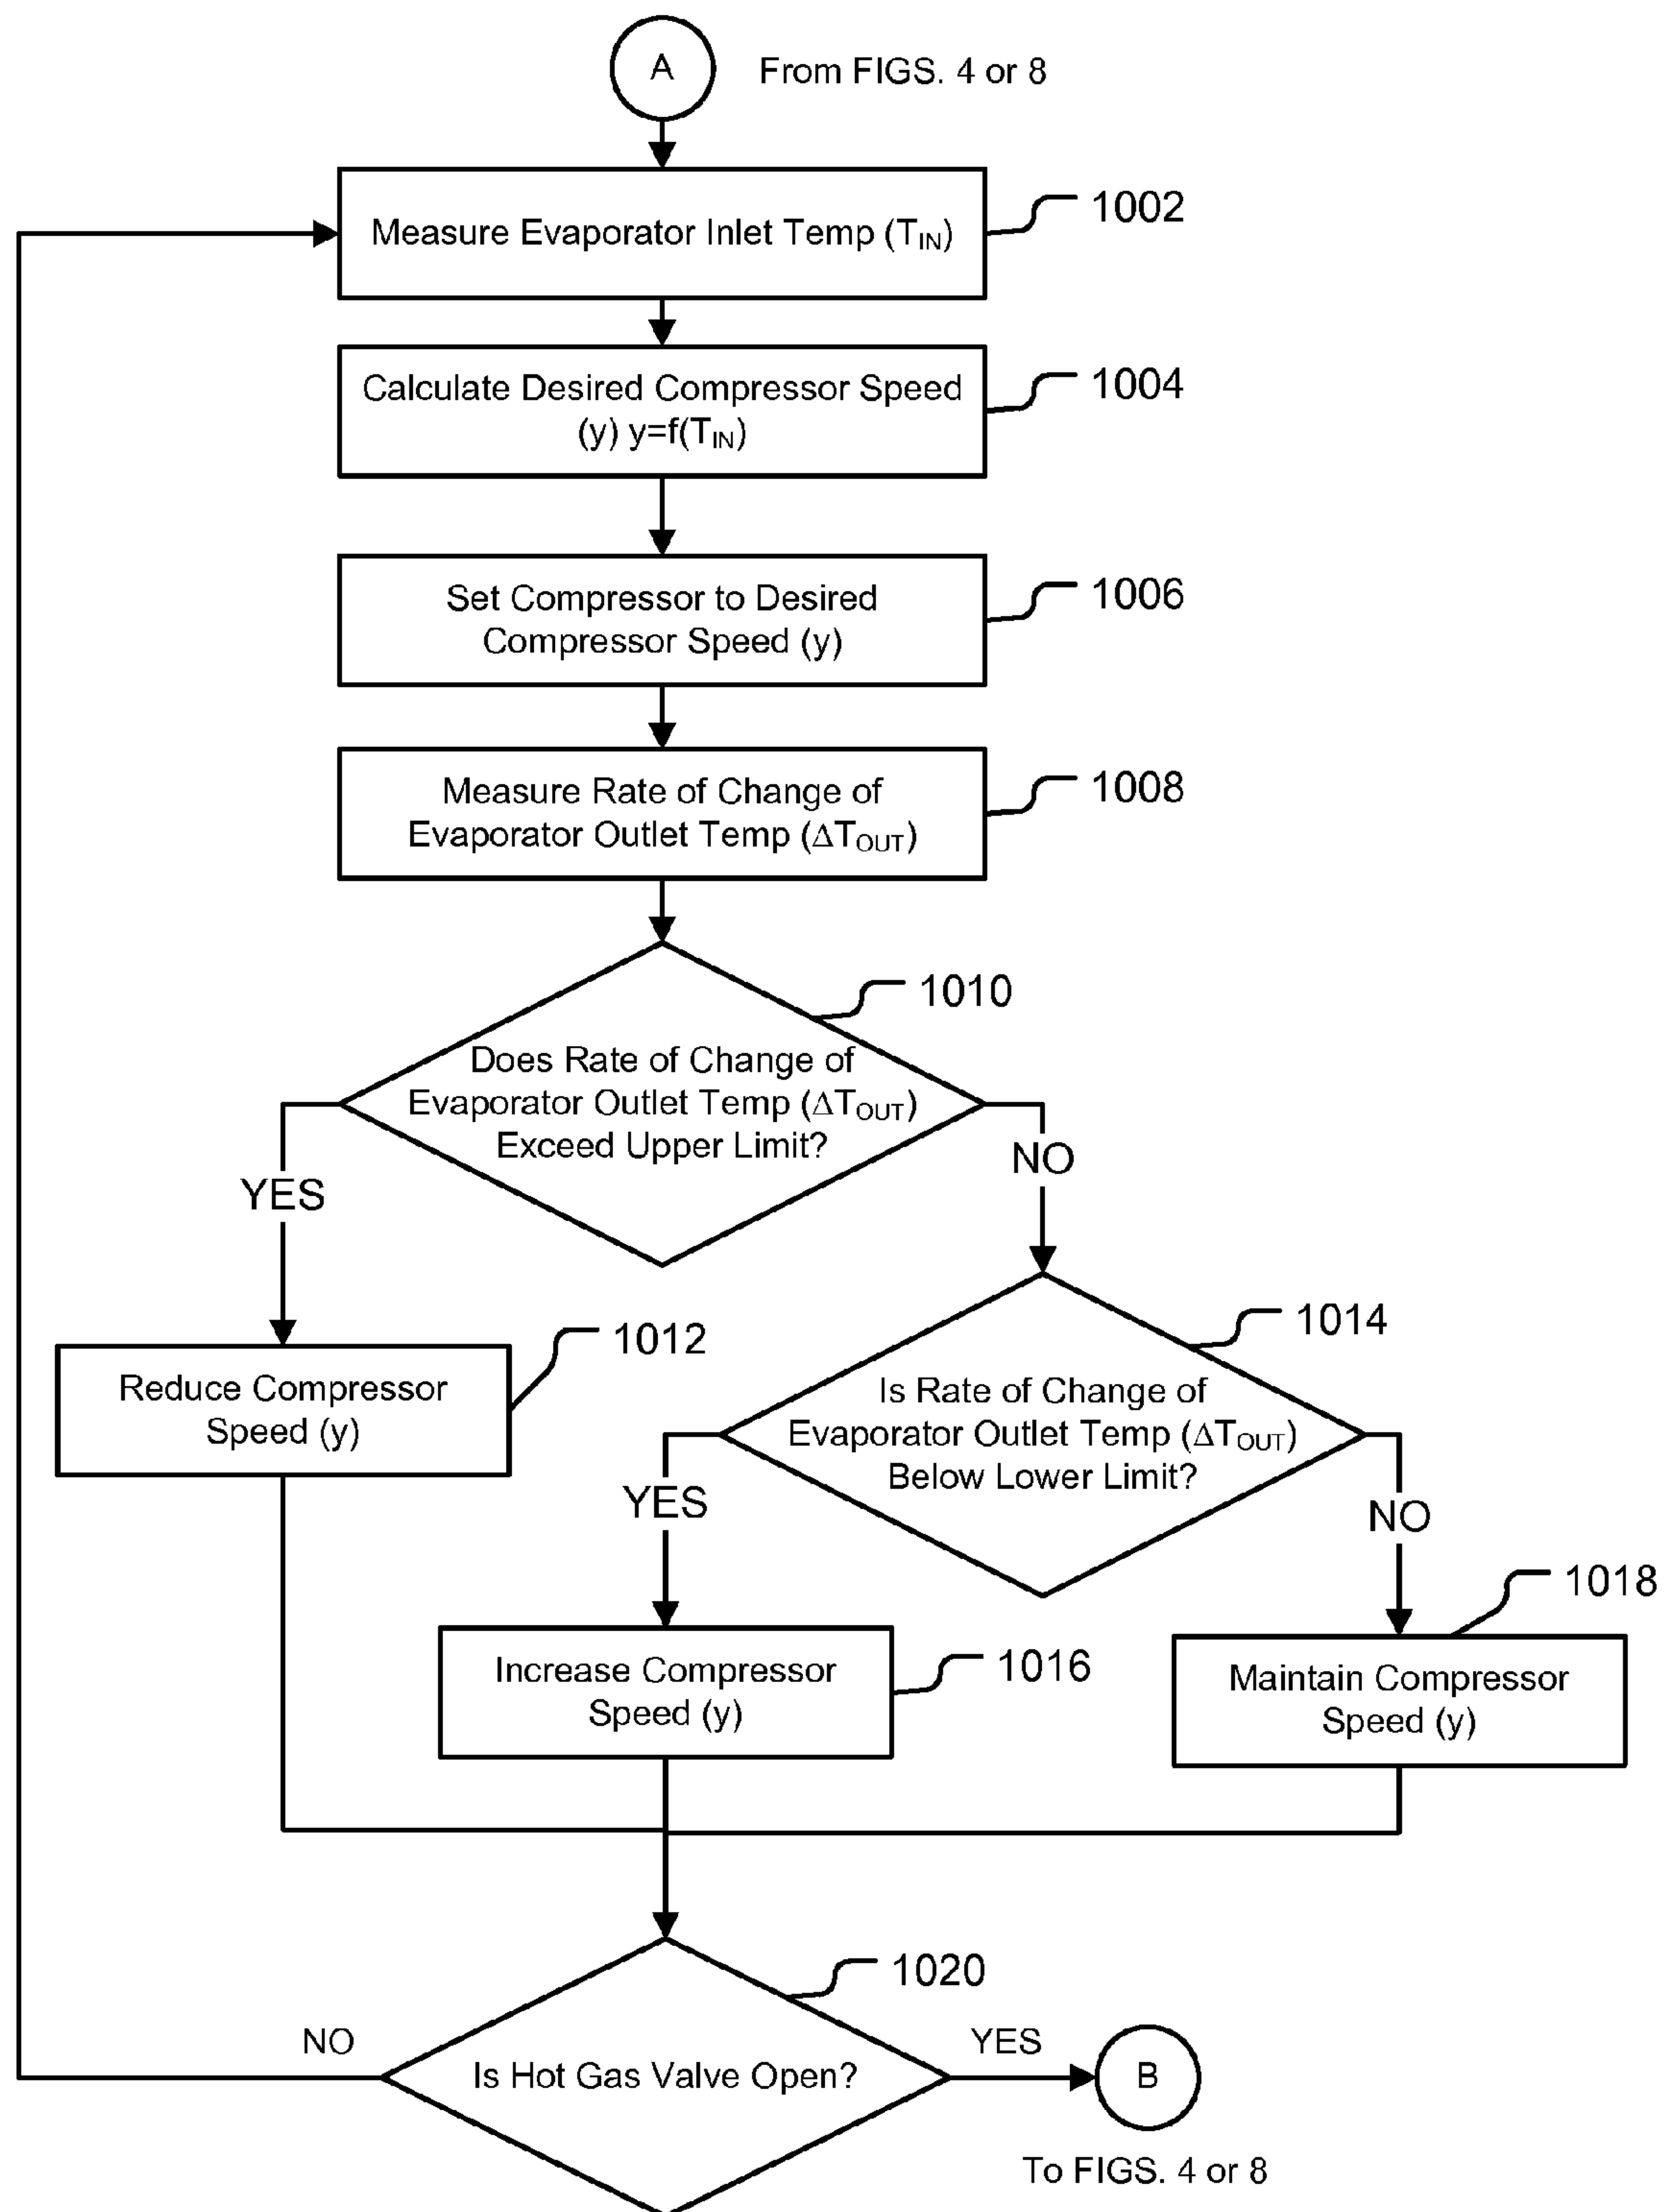 A
From FIGS. 4 or 8
Measure Evaporator Inlet Temp (TIN)
1002
Calculate Desired Compressor Speed
(y) y=f(TIN)
1004
Set Compressor to Desired
Compressor Speed (y)
1006
Measure Rate of Change of
Evaporator Outlet Temp (ΔTOUT)
1008
1010
Does Rate of Change of
Evaporator Outlet Temp (ΔTOUT)
Exceed Upper Limit?
YES
NO
1012
Reduce Compressor
Speed (y)
1014
Is Rate of Change of
Evaporator Outlet Temp (ΔTOUT)
Below Lower Limit?
YES
NO
Increase Compressor
Speed (y)
1016
1018
Maintain Compressor
Speed (y)
1020
NO
Is Hot Gas Valve Open?
YES
B
To FIGS. 4 or 8